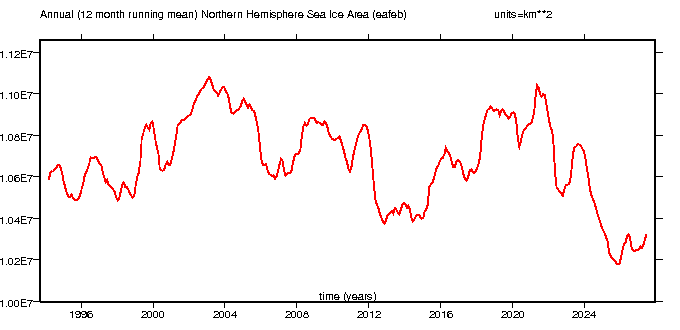 Annual (12 month running mean) Northern Hemisphere Sea Ice Area (eafeb) units=km**2
1.12E7
1.10E7
1.08E7
1.06E7
1.04E7
1.02E7
1.00E7
time (years)
1996 2000 2004 2008 2012 2016 2020 2024